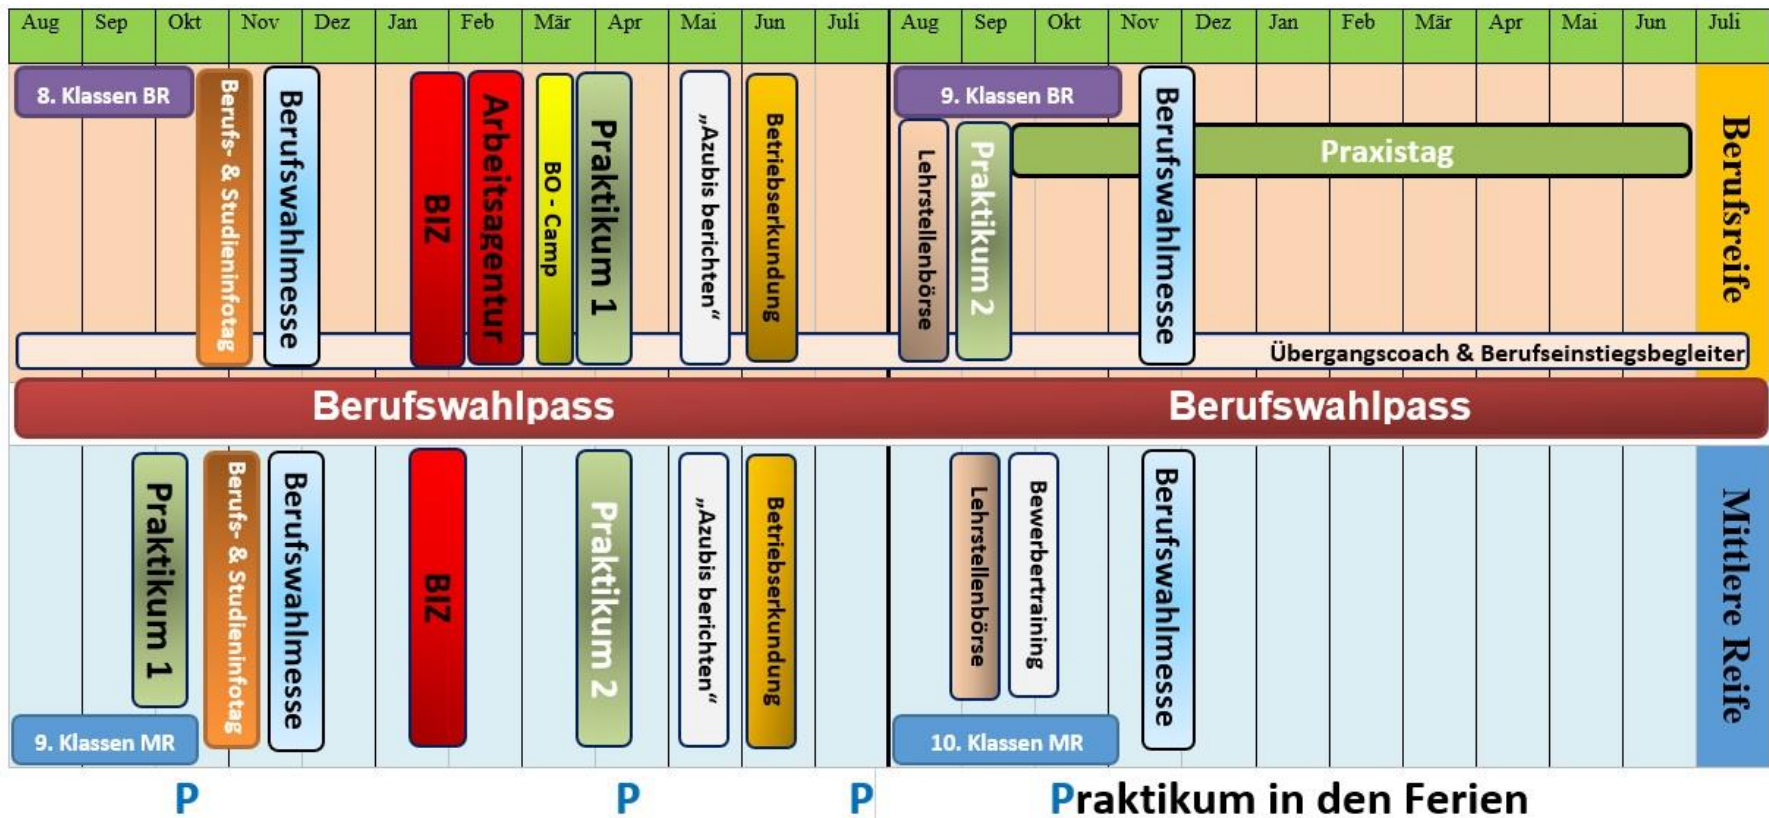 Aug Sep Okt Nov Dez Jan Feb Mär Apr Mai Jun Juli Aug Sep Okt Nov Dez Jan Feb Mär Apr Mai Jun Juli
8. Klassen BR
Berufs- & Studieninfotag
Berufswahlmesse
BIZ
Arbeitsagentur
BO - Camp
Praktikum 1
„Azubis berichten“
Betriebserkundung
9. Klassen BR
Lehrstellenbörse
Praktikum 2
Praxistag
Berufswahlmesse
Berufsreife
Übergangscoach & Berufseinstiegsbegleiter
Berufswahlpass Berufswahlpass
Praktikum 1
Berufs- & Studieninfotag
Berufswahlmesse
BIZ
Praktikum 2
„Azubis berichten“
Betriebserkundung
Lehrstellenbörse
Bewerbertraining
Berufswahlmesse
Mittlere Reife
9. Klassen MR
10. Klassen MR
P P P Praktikum in den Ferien